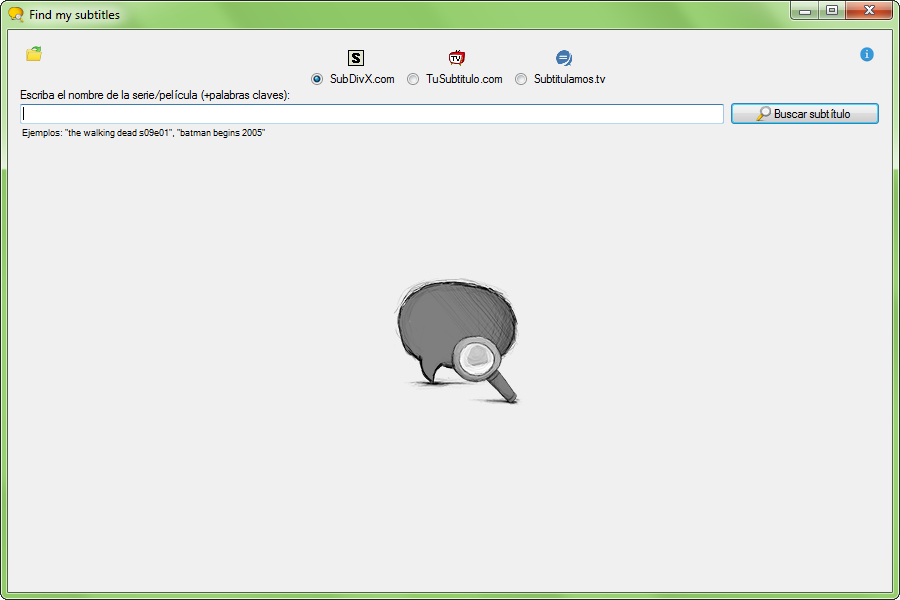 Find my subtitles
S
TV
SubDivX.com TuSubtitulo.com Subtitulamos.tv
Escriba el nombre de la serie/película (+palabras claves):
Buscar subtítulo
Ejemplos: "the walking dead s09e01", "batman begins 2005"